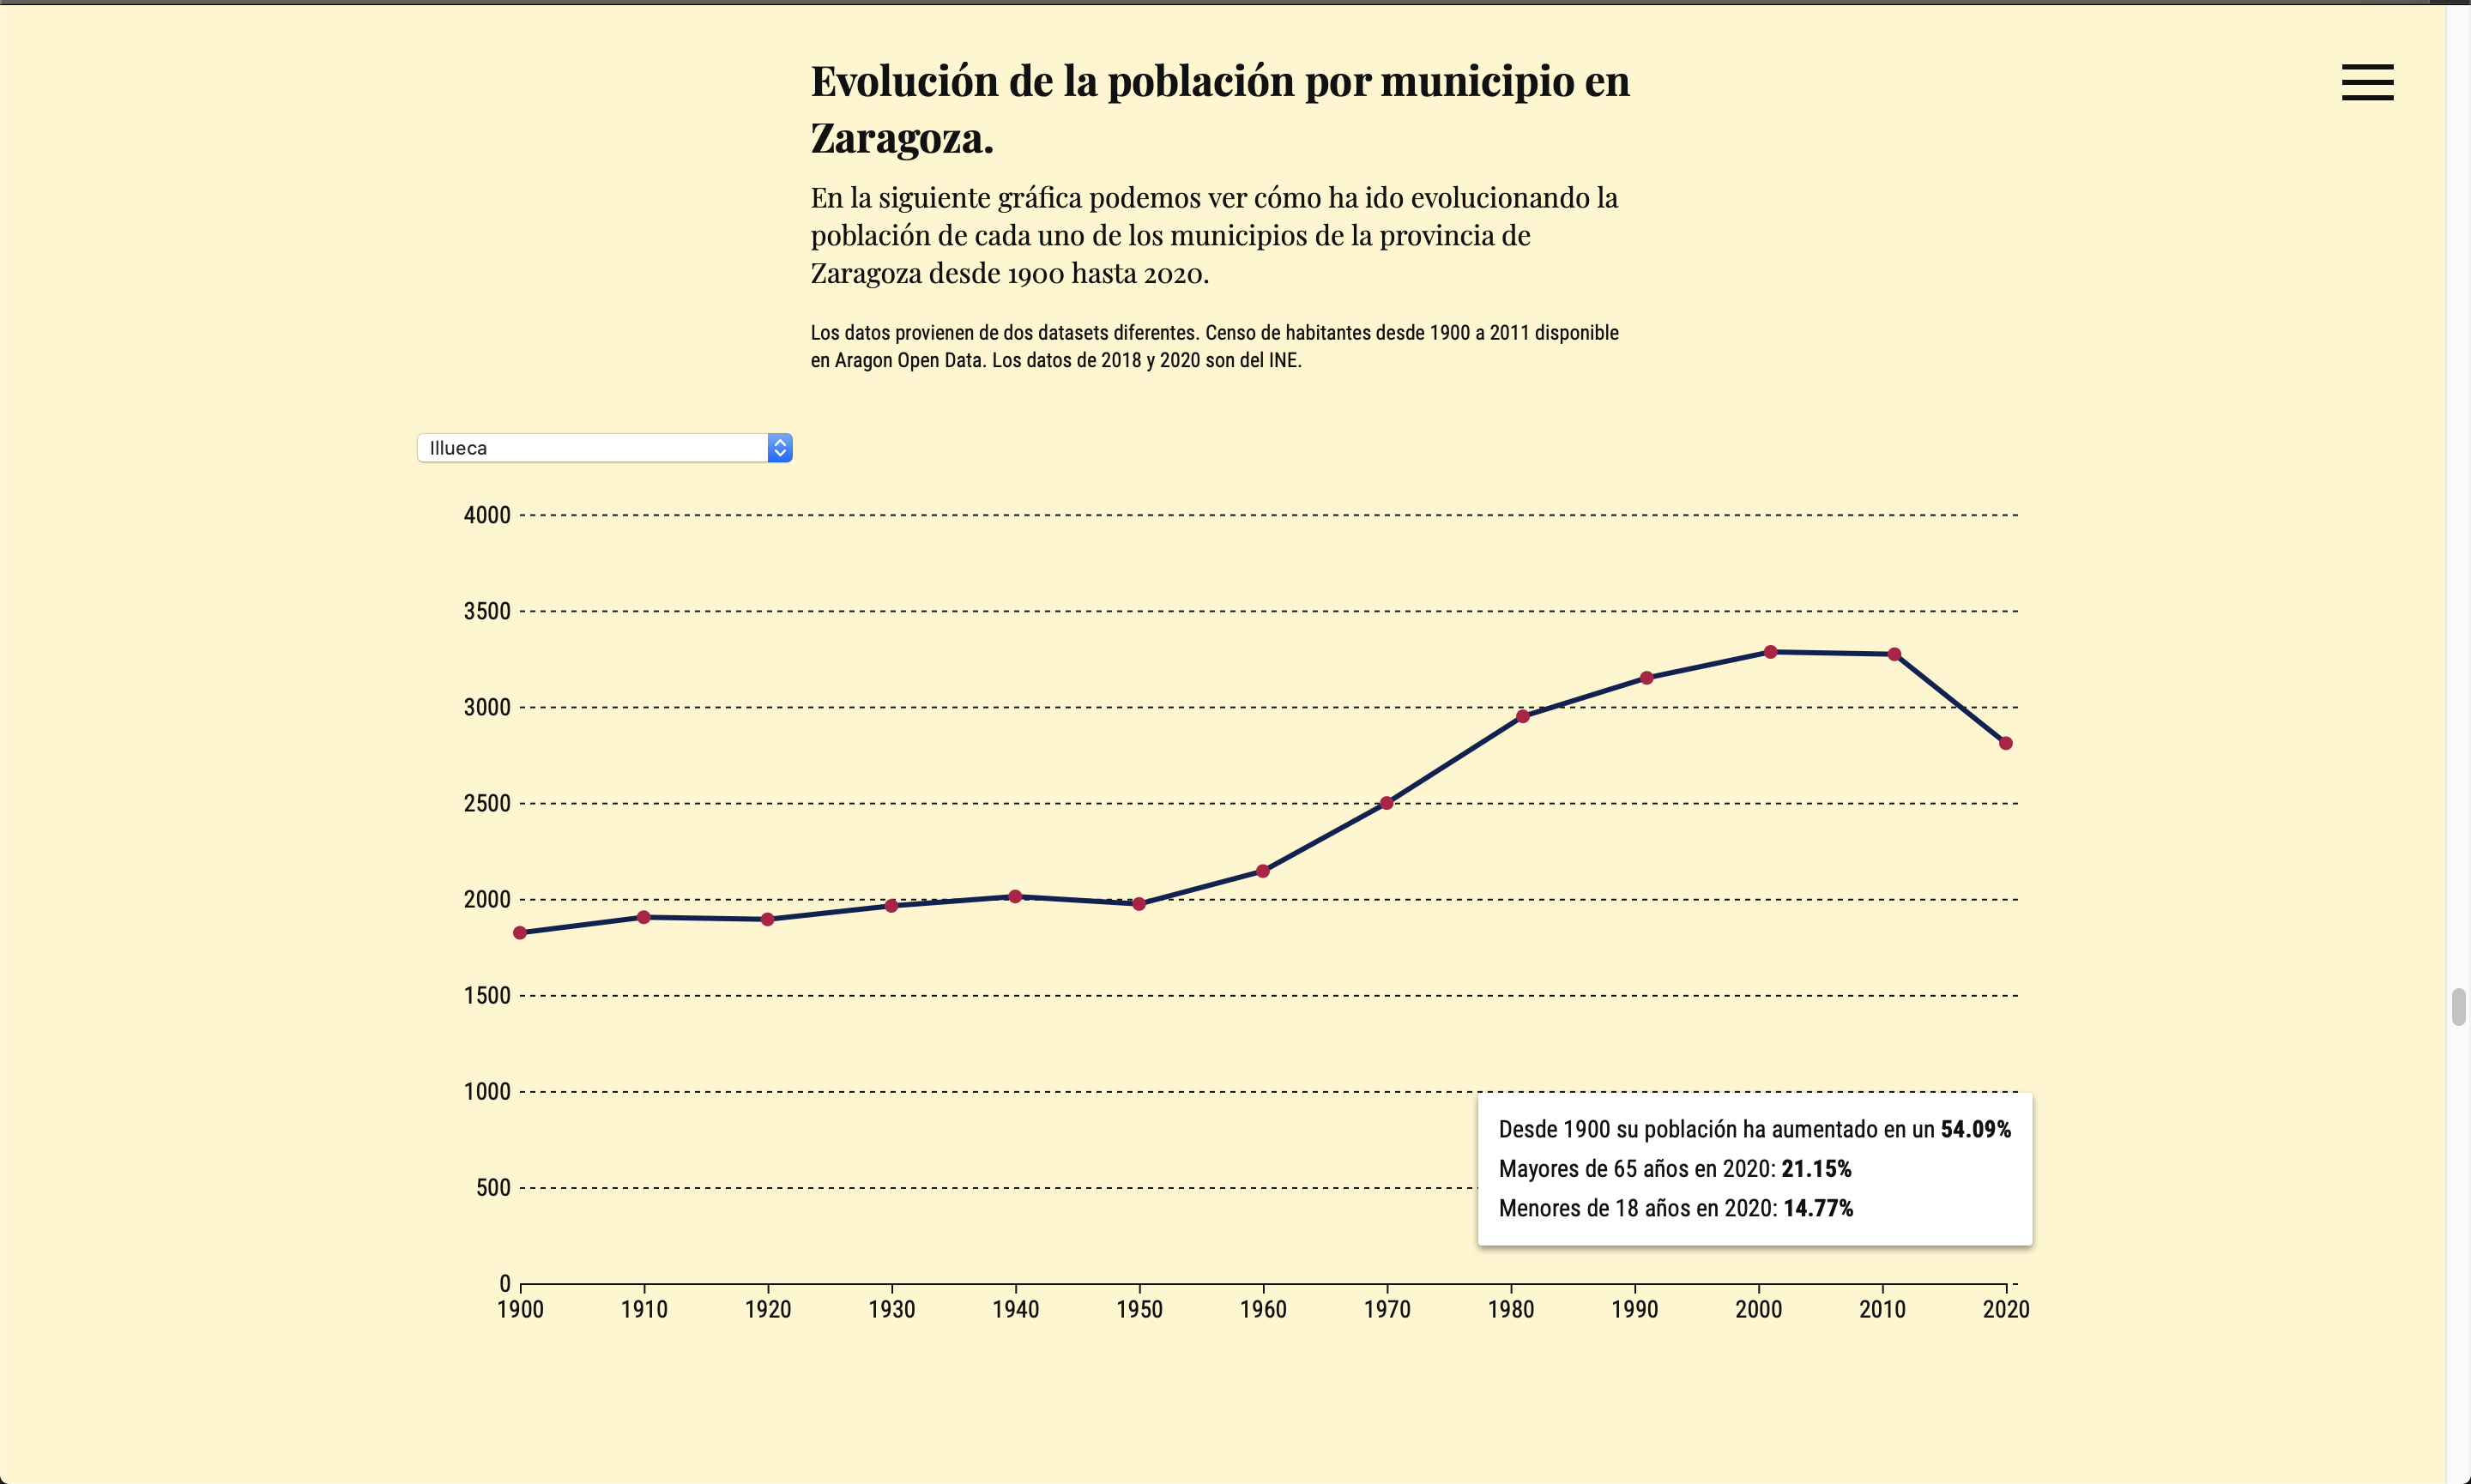 Evolución de la población por municipio en
Zaragoza.
En la siguiente gráfica podemos ver cómo ha ido evolucionando la
población de cada uno de los municipios de la provincia de
Zaragoza desde 1900 hasta 2020.
Los datos provienen de dos datasets diferentes. Censo de habitantes desde 1900 a 2011 disponible
en Aragon Open Data. Los datos de 2018 y 2020 son del INE.
Illueca
4000
3500
3000
2500
2000
1500
1000
500
0
Desde 1900 su población ha aumentado en un 54.09%
Mayores de 65 años en 2020: 21.15%
Menores de 18 años en 2020: 14.77%
1900 1910 1920 1930 1940 1950 1960 1970 1980 1990 2000 2010 2020